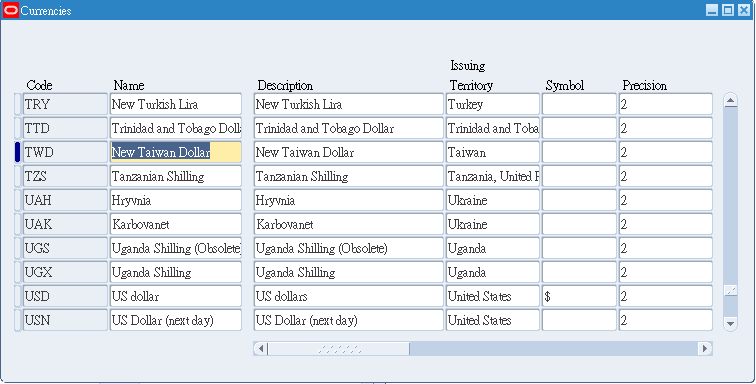 Currencies
Issuing
Code Name Description Territory Symbol Precision
TRY New Turkish Lira New Turkish Lira Turkey 2
TTD Trinidad and Tobago Dolla Trinidad and Tobago Dollar Trinidad and Toba 2
TWD New Taiwan Dollar New Taiwan Dollar Taiwan 2
TZS Tanzanian Shilling Tanzanian Shilling Tanzania, United R 2
UAH Hryvnia Hryvnia Ukraine 2
UAK Karbovanet Karbovanet Ukraine 2
UGS Uganda Shilling (Obsolete) Uganda Shilling (Obsolete) Uganda 2
UGX Uganda Shilling Uganda Shilling Uganda 2
USD US dollar US dollars United States $ 2
USN US Dollar (next day) US Dollar (next day) United States 2